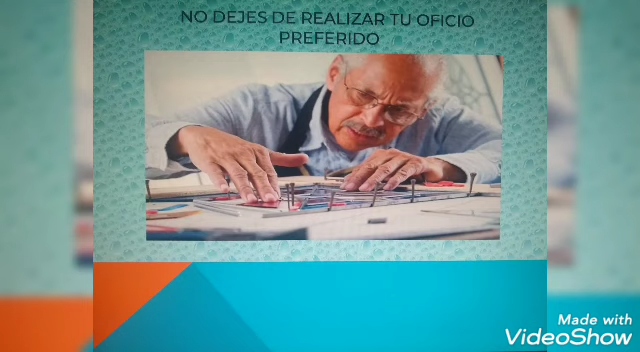 NO DEJES DE REALIZAR TU OFICIO
PREFERIDO
Made with
VideoShow